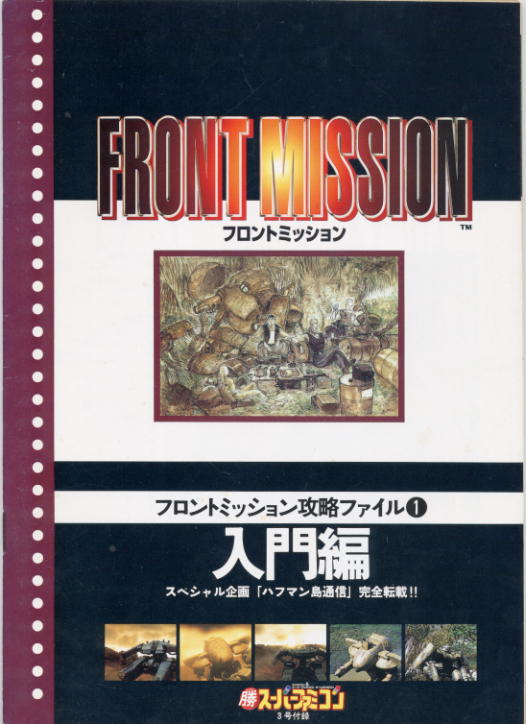 FRONT MISSION
TM
フロントミッション
フロントミッション攻略ファイル❶
入門編
スペシャル企画「ハフマン島通信」完全転載!!
勝スーパーファミコン
3号付録